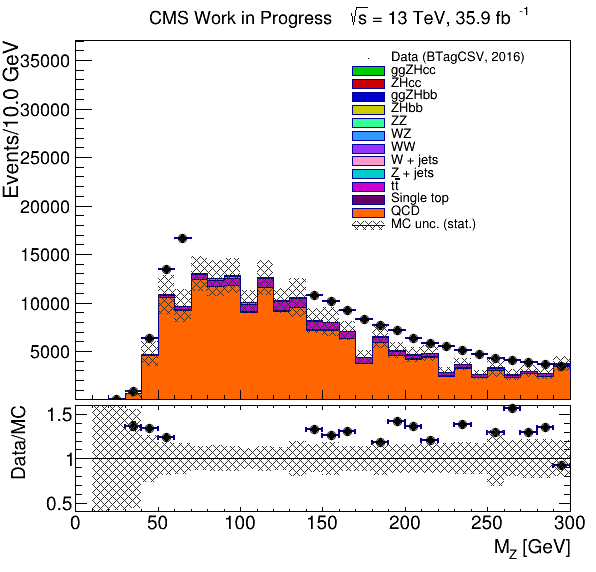 CMS Work in Progress √s = 13 TeV, 35.9 fb⁻¹
Events/10.0 GeV
35000
30000
25000
20000
15000
10000
5000
Data (BTagCSV, 2016)
ggZHcc
ZHcc
ggZHbb
ZHbb
ZZ
WZ
WW
W + jets
Z + jets
tt̅
Single top
QCD
MC unc. (stat.)
Data/MC
1.5
1
0.5
0 50 100 150 200 250 300
M_Z [GeV]